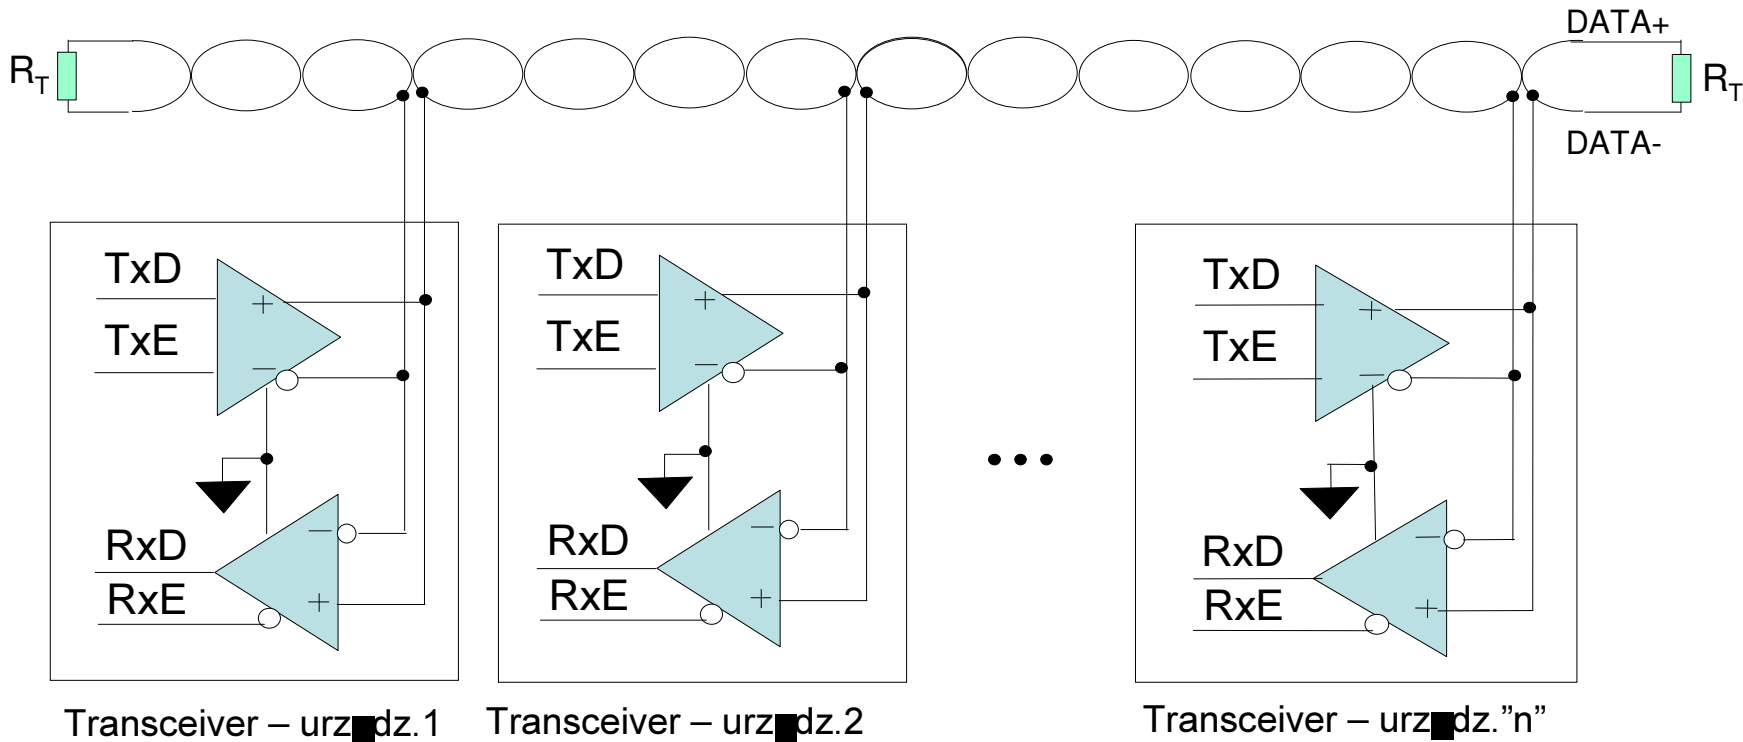 DATA+
R_T
R_T
DATA-
TxD
TxE
RxD
RxE
TxD
TxE
RxD
RxE
TxD
TxE
RxD
RxE
Transceiver – urz■dz.1
Transceiver – urz■dz.2
Transceiver – urz■dz.”n”